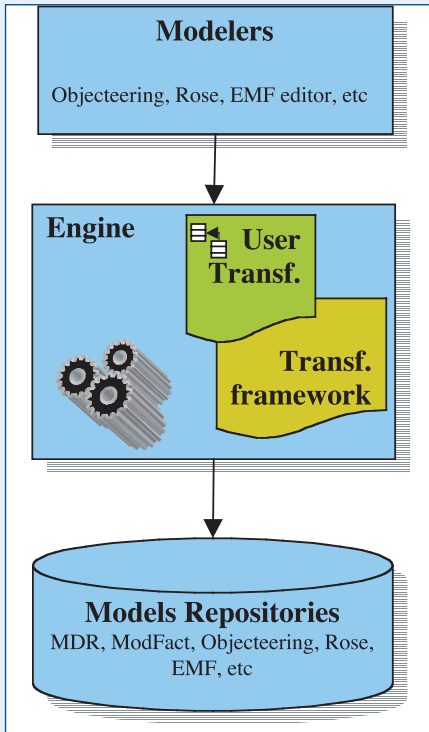 Modelers
Objecteering, Rose, EMF editor, etc
Engine
User
Transf.
Transf.
framework
Models Repositories
MDR, ModFact, Objecteering, Rose,
EMF, etc